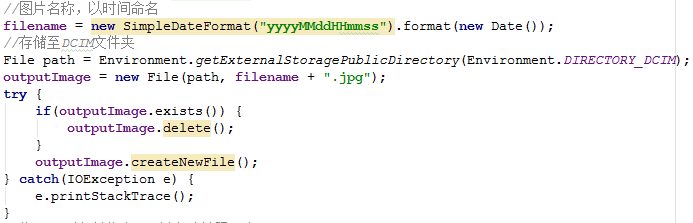 //图片名称，以时间命名
filename = new SimpleDateFormat("yyyyMMddHHmmss").format(new Date());
//存储至DCIM文件夹
File path = Environment.getExternalStoragePublicDirectory(Environment.DIRECTORY_DCIM);
outputImage = new File(path, filename + ".jpg");
try {
if(outputImage.exists()) {
outputImage.delete();
}
outputImage.createNewFile();
} catch(IOException e) {
e.printStackTrace();
}